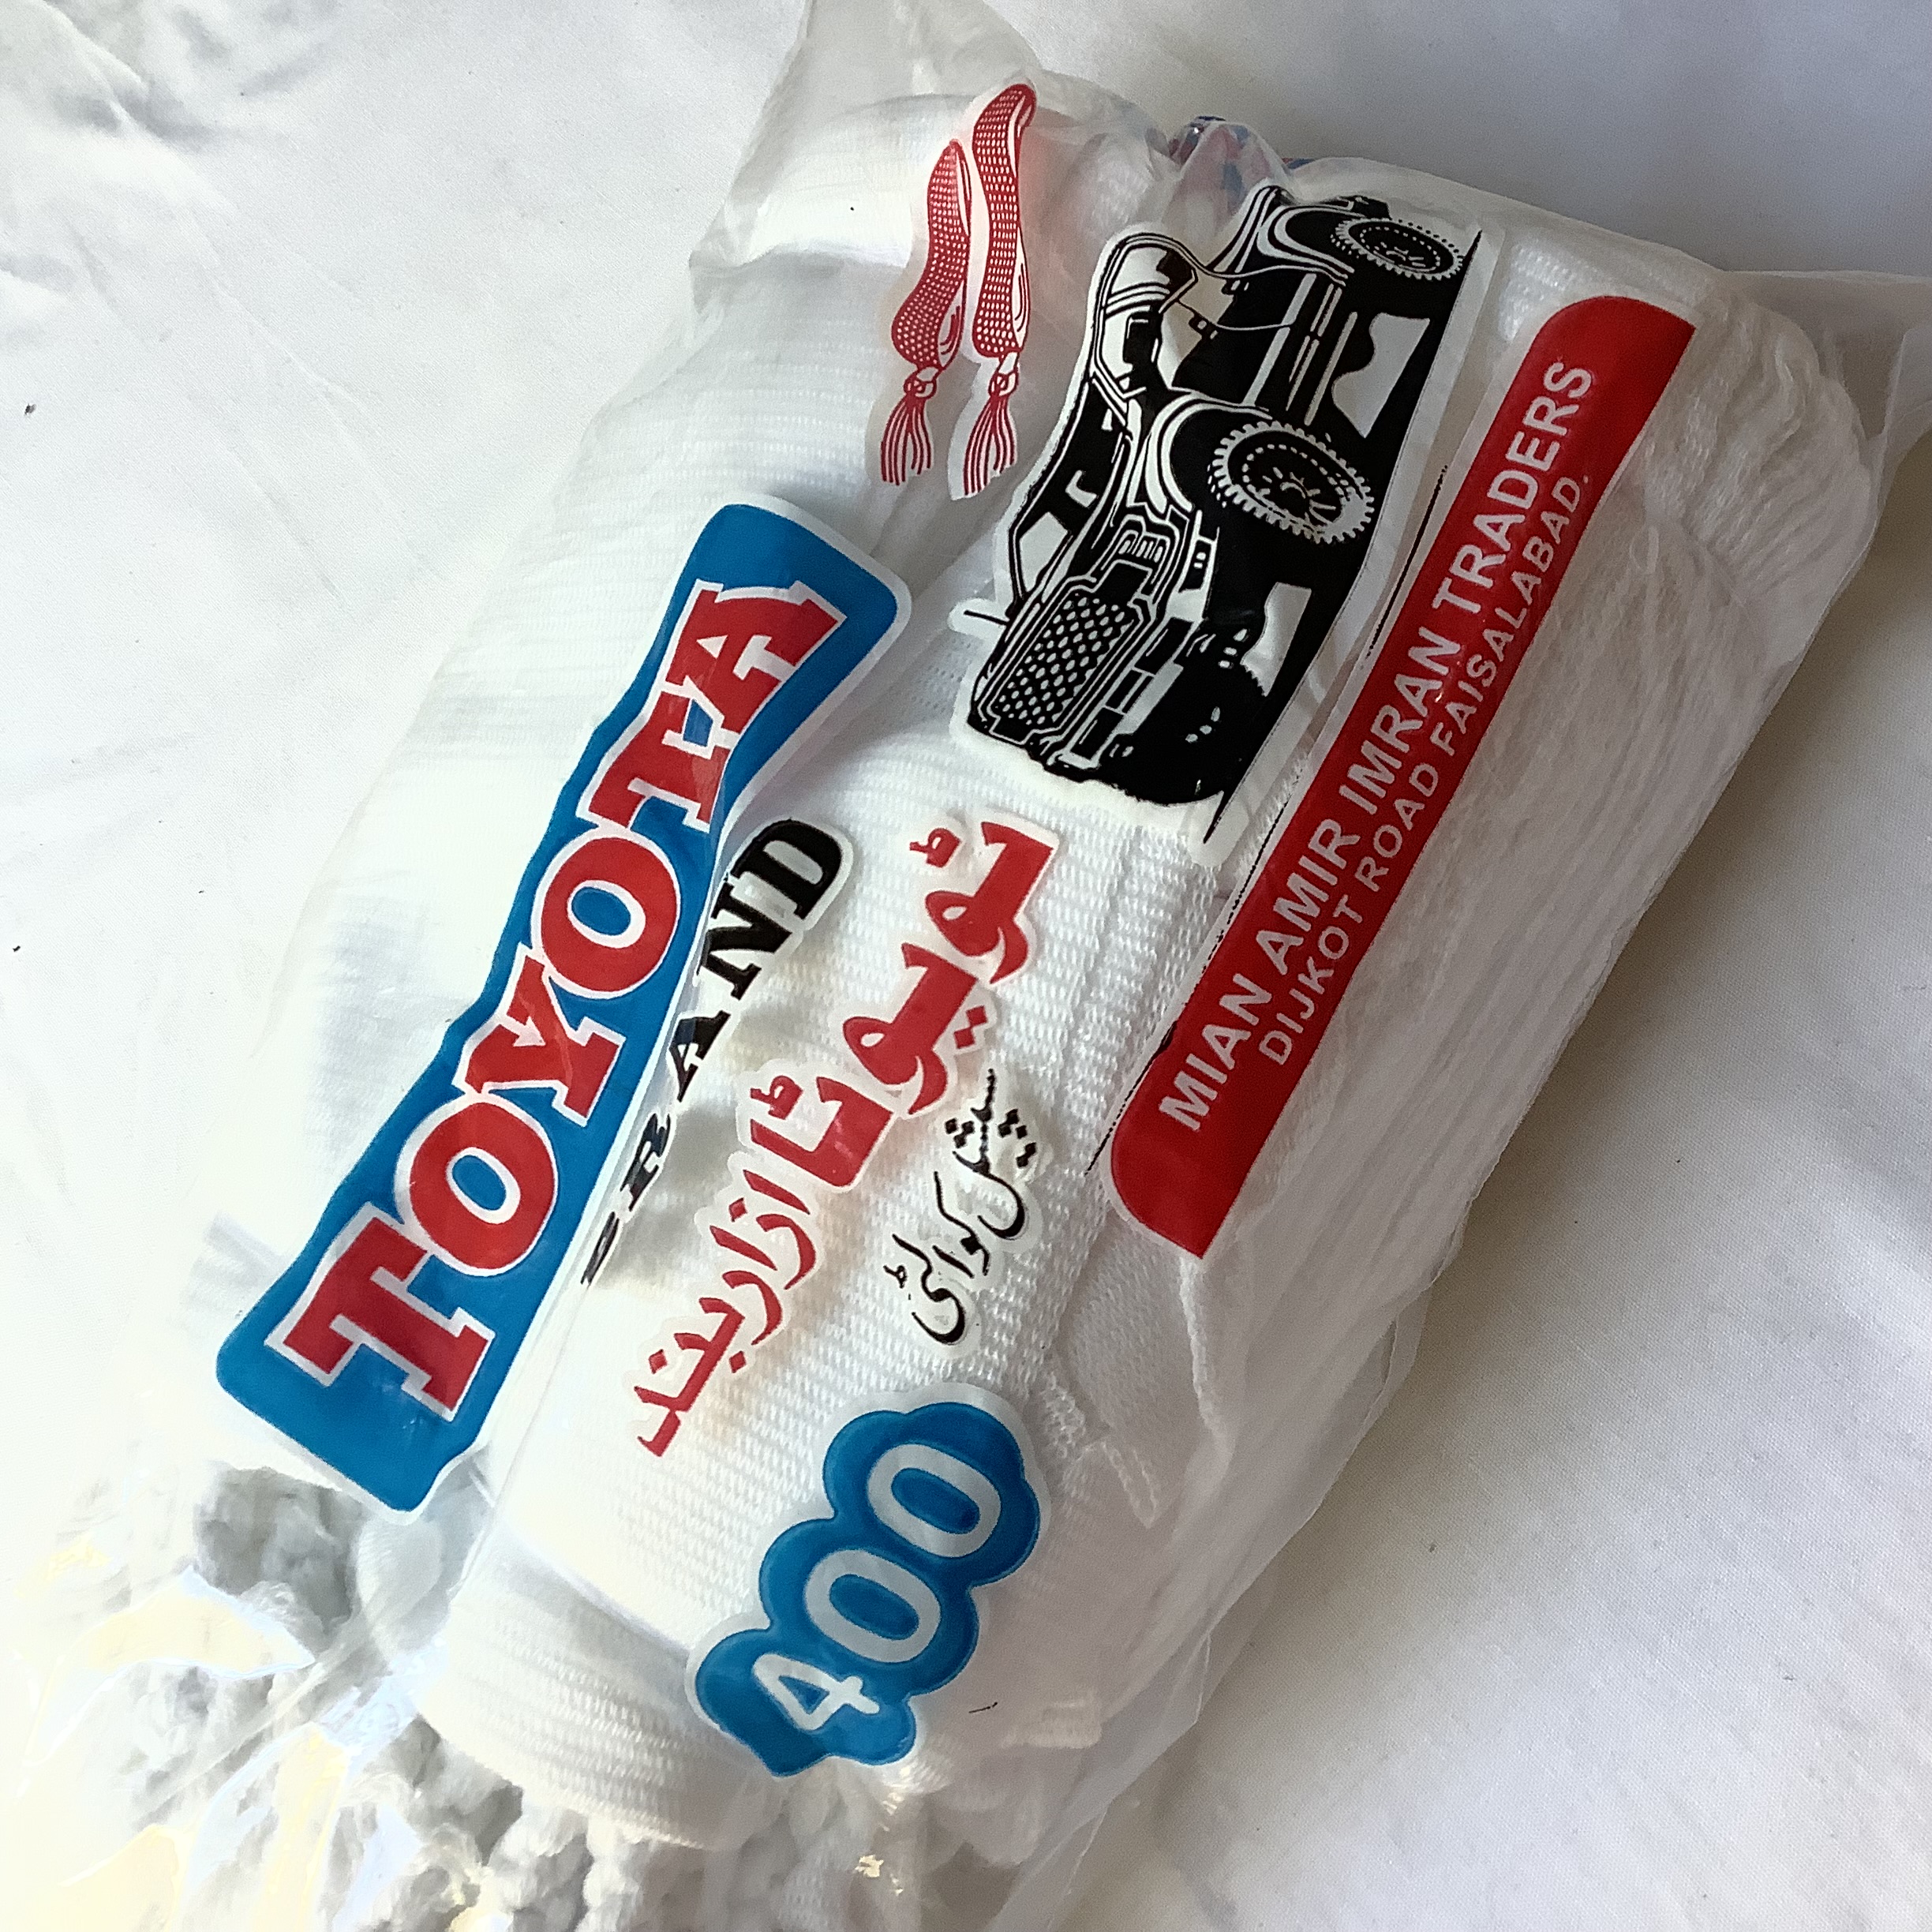 TOYOTA
BRAND
ٹویوٹا ازاربند
سپیشل کوالٹی
400
MIAN AMIR IMRAN TRADERS
DIJKOT ROAD FAISALABAD.